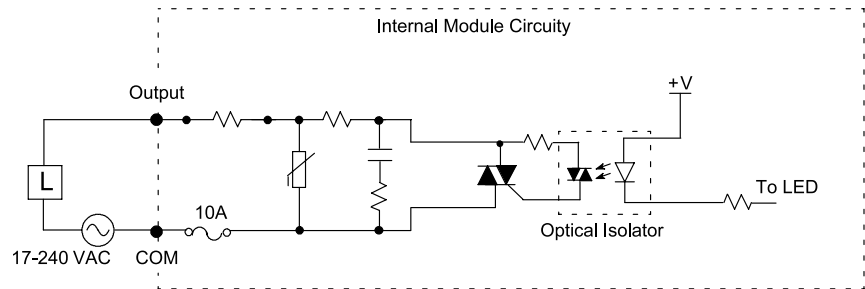 Internal Module Circuity
+V
Output
L
10A
To LED
Optical Isolator
17-240 VAC
COM